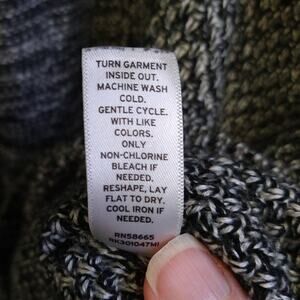 TURN GARMENT
INSIDE OUT.
MACHINE WASH
COLD.
GENTLE CYCLE.
WITH LIKE
COLORS.
ONLY
NON-CHLORINE
BLEACH IF
NEEDED.
RESHAPE, LAY
FLAT TO DRY.
COOL IRON IF
NEEDED.
RN58665
RK301047MI